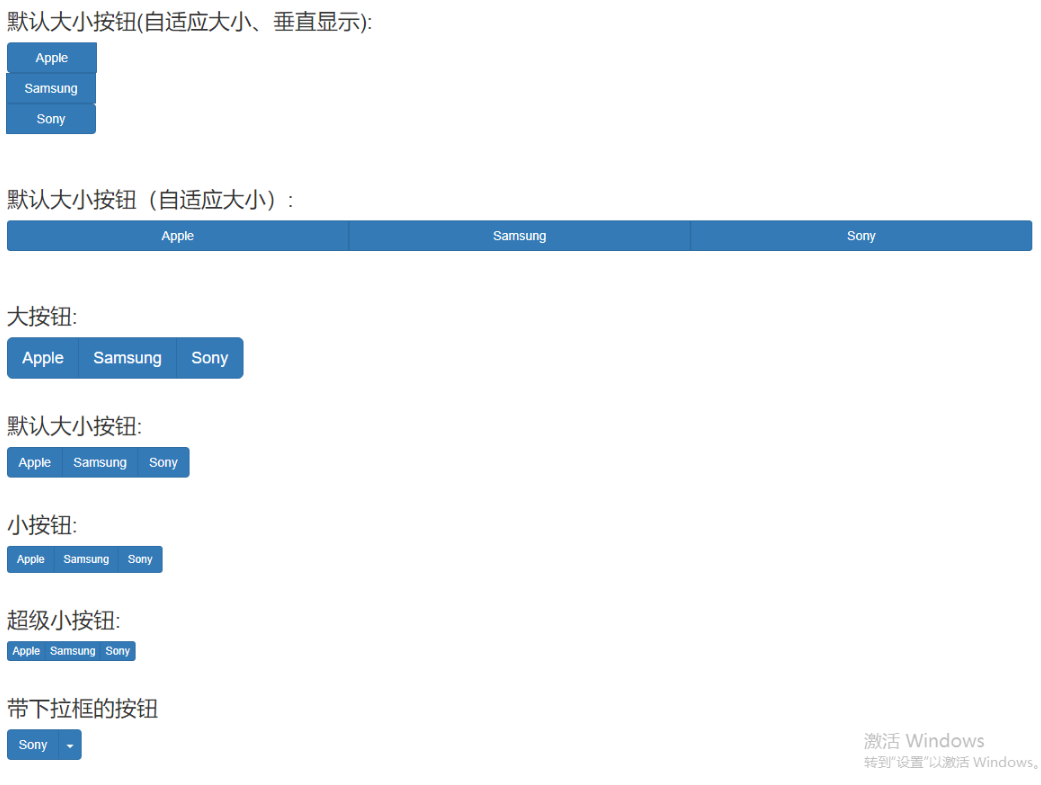 默认大小按钮(自适应大小、垂直显示):
Apple
Samsung
Sony
默认大小按钮（自适应大小）:
Apple Samsung Sony
大按钮:
Apple Samsung Sony
默认大小按钮:
Apple Samsung Sony
小按钮:
Apple Samsung Sony
超级小按钮:
Apple Samsung Sony
带下拉框的按钮
Sony
激活 Windows
转到"设置"以激活 Windows。